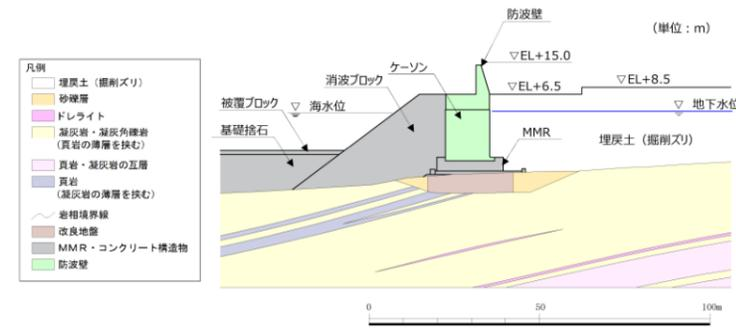 防波壁
(単位：m)
▽EL+15.0
ケーソン
▽EL+6.5
▽EL+8.5
消波ブロック
被覆ブロック
▽ 海水位
▽ 地下水位
基礎捨石
MMR
埋戻土（掘削ズリ）
凡例
埋戻土（掘削ズリ）
砂礫層
ドレライト
凝灰岩・凝灰角礫岩
(頁岩の薄層を挟む)
頁岩・凝灰岩の互層
頁岩
(凝灰岩の薄層を挟む)
岩相境界線
改良地盤
MMR・コンクリート構造物
防波壁
0
50
100m